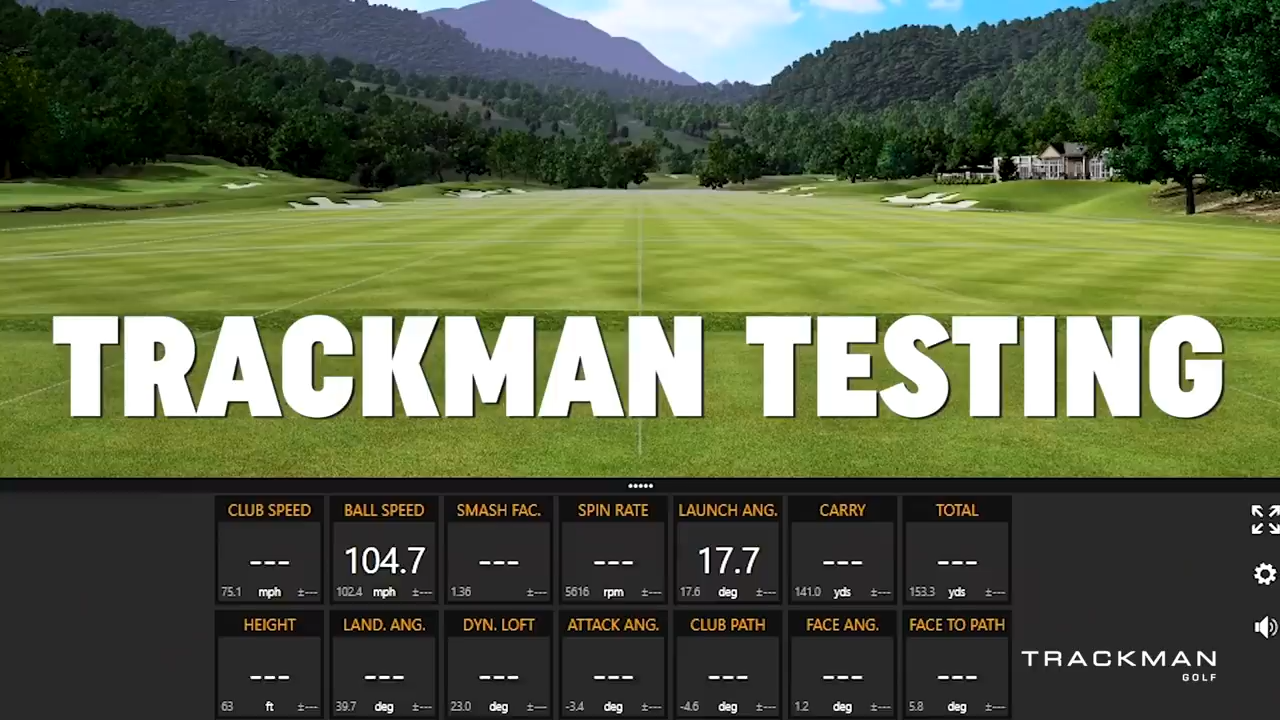 TRACKMAN TESTING
CLUB SPEED BALL SPEED SMASH FAC. SPIN RATE LAUNCH ANG. CARRY TOTAL
--- 104.7 --- --- 17.7 --- ---
75.1 mph ±--- 102.4 mph ±--- 1.36 ±--- 5616 rpm ±--- 17.6 deg ±--- 141.0 yds ±--- 153.3 yds ±---
HEIGHT LAND. ANG. DYN. LOFT ATTACK ANG. CLUB PATH FACE ANG. FACE TO PATH
--- --- --- --- --- --- ---
63 ft ±--- 39.7 deg ±--- 23.0 deg ±--- -3.4 deg ±--- -4.6 deg ±--- 1.2 deg ±--- 5.8 deg ±---
TRACKMAN
GOLF